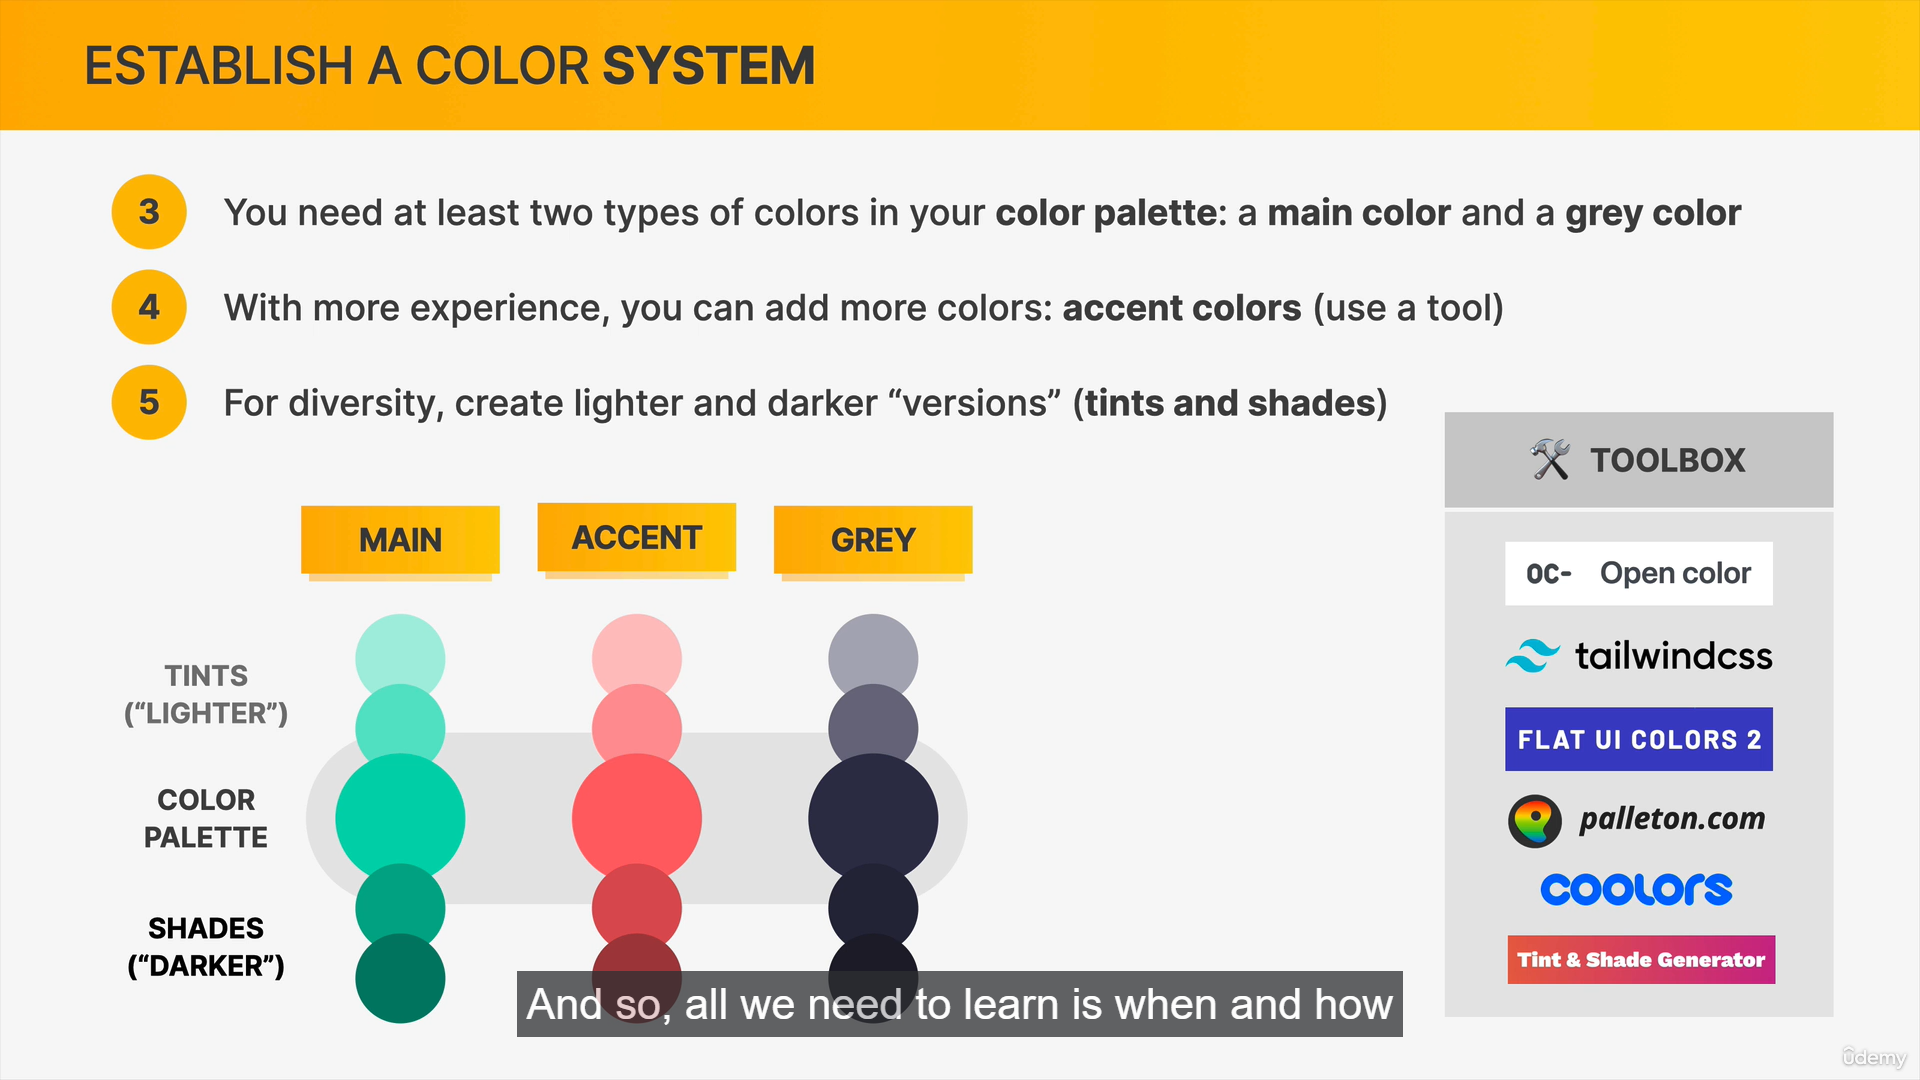 ESTABLISH A COLOR SYSTEM
3 You need at least two types of colors in your color palette: a main color and a grey color
4 With more experience, you can add more colors: accent colors (use a tool)
5 For diversity, create lighter and darker “versions” (tints and shades)
TOOLBOX
MAIN ACCENT GREY
OC- Open color
tailwindcss
TINTS
(“LIGHTER”)
FLAT UI COLORS 2
COLOR
PALETTE
palleton.com
coolors
SHADES
(“DARKER”)
Tint & Shade Generator
And so, all we need to learn is when and how
ûdemy